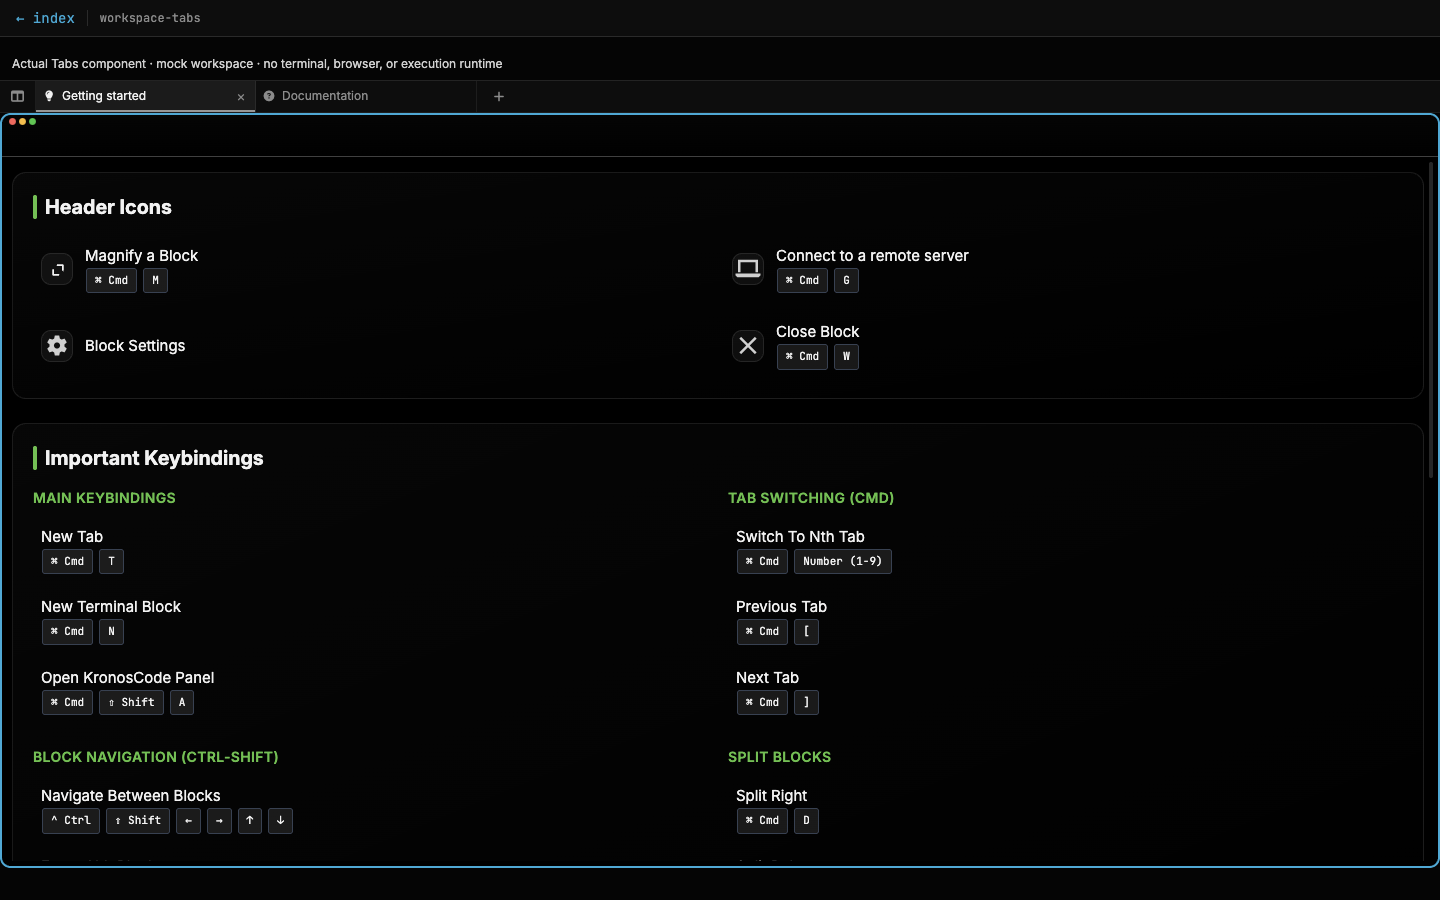 ← index workspace-tabs
Actual Tabs component · mock workspace · no terminal, browser, or execution runtime
Getting started × Documentation +
Header Icons
Magnify a Block
⌘ Cmd M
Connect to a remote server
⌘ Cmd G
Block Settings
Close Block
⌘ Cmd W
Important Keybindings
MAIN KEYBINDINGS
New Tab
⌘ Cmd T
New Terminal Block
⌘ Cmd N
Open KronosCode Panel
⌘ Cmd ⇧ Shift A
TAB SWITCHING (CMD)
Switch To Nth Tab
⌘ Cmd Number (1-9)
Previous Tab
⌘ Cmd [
Next Tab
⌘ Cmd ]
BLOCK NAVIGATION (CTRL-SHIFT)
Navigate Between Blocks
^ Ctrl ⇧ Shift ← → ↑ ↓
SPLIT BLOCKS
Split Right
⌘ Cmd D